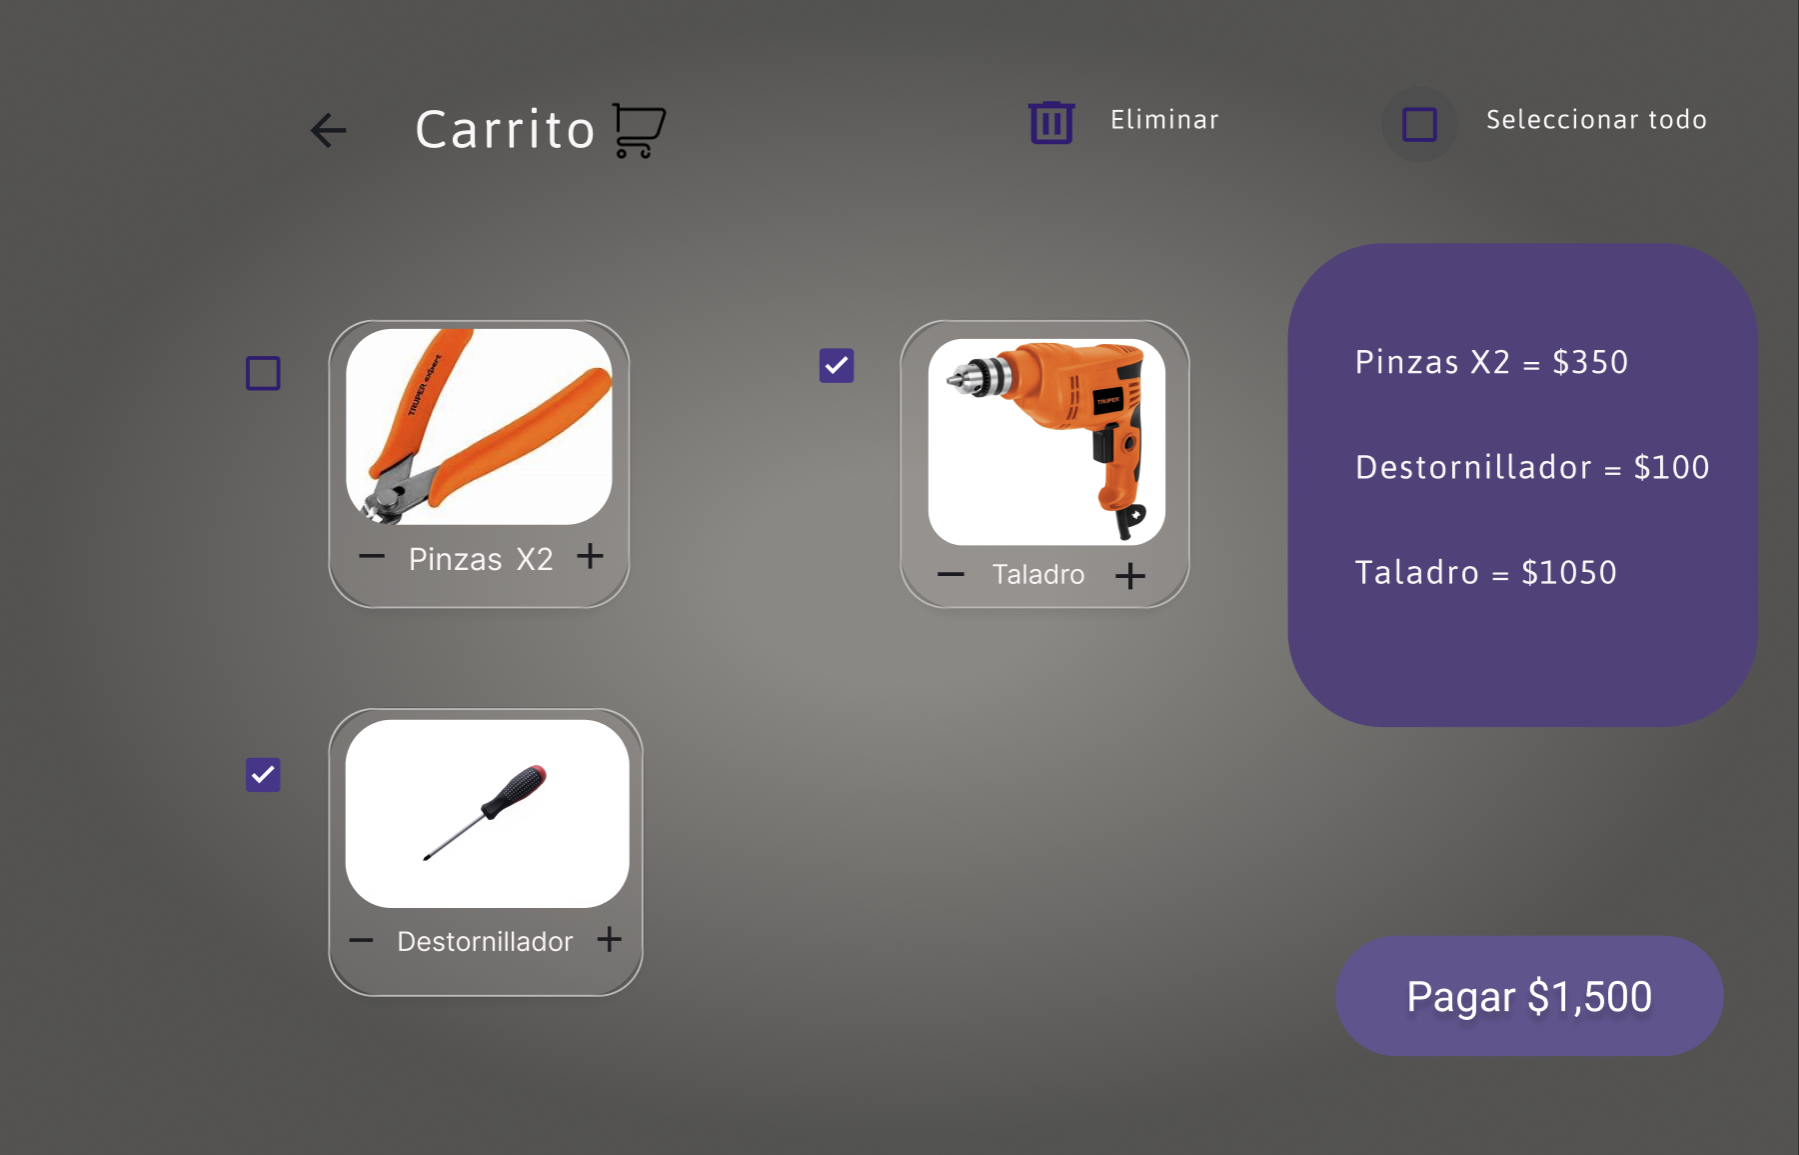 Carrito
Eliminar
Seleccionar todo
TRUPER expert
Pinzas X2
TRUPER
Taladro
Pinzas X2 = $350
Destornillador = $100
Taladro = $1050
Destornillador
Pagar $1,500